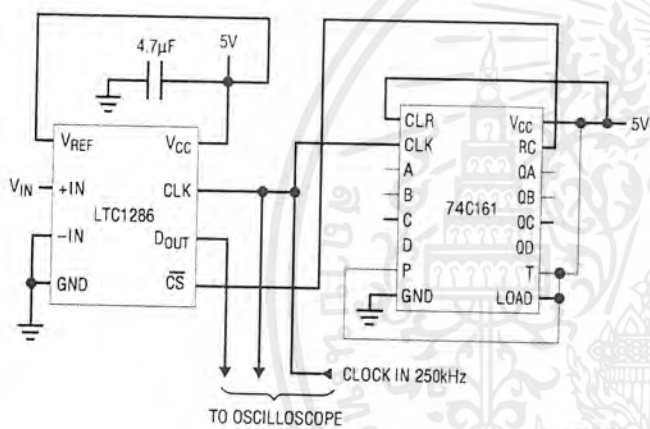 4.7µF
5V
VREF
VCC
VIN
+IN
CLK
LTC1286
-IN
DOUT
GND
CS
CLR
VCC
5V
CLK
RC
A
QA
B
QB
C
QC
74C161
D
QD
P
T
GND
LOAD
CLOCK IN 250kHz
TO OSCILLOSCOPE